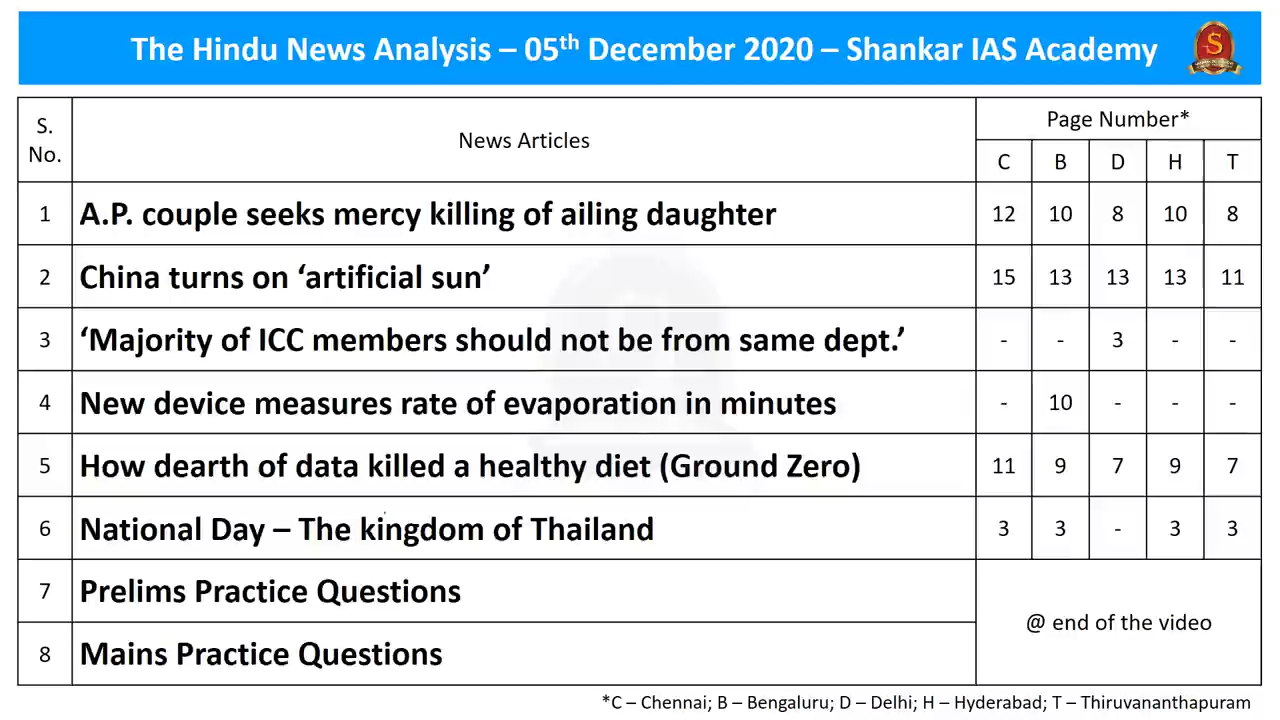 The Hindu News Analysis – 05th December 2020 – Shankar IAS Academy
S. No. News Articles Page Number*
C B D H T
1 A.P. couple seeks mercy killing of ailing daughter 12 10 8 10 8
2 China turns on ‘artificial sun’ 15 13 13 13 11
3 ‘Majority of ICC members should not be from same dept.’ - - 3 - -
4 New device measures rate of evaporation in minutes - 10 - - -
5 How dearth of data killed a healthy diet (Ground Zero) 11 9 7 9 7
6 National Day – The kingdom of Thailand 3 3 - 3 3
7 Prelims Practice Questions
@ end of the video
8 Mains Practice Questions
*C – Chennai; B – Bengaluru; D – Delhi; H – Hyderabad; T – Thiruvananthapuram